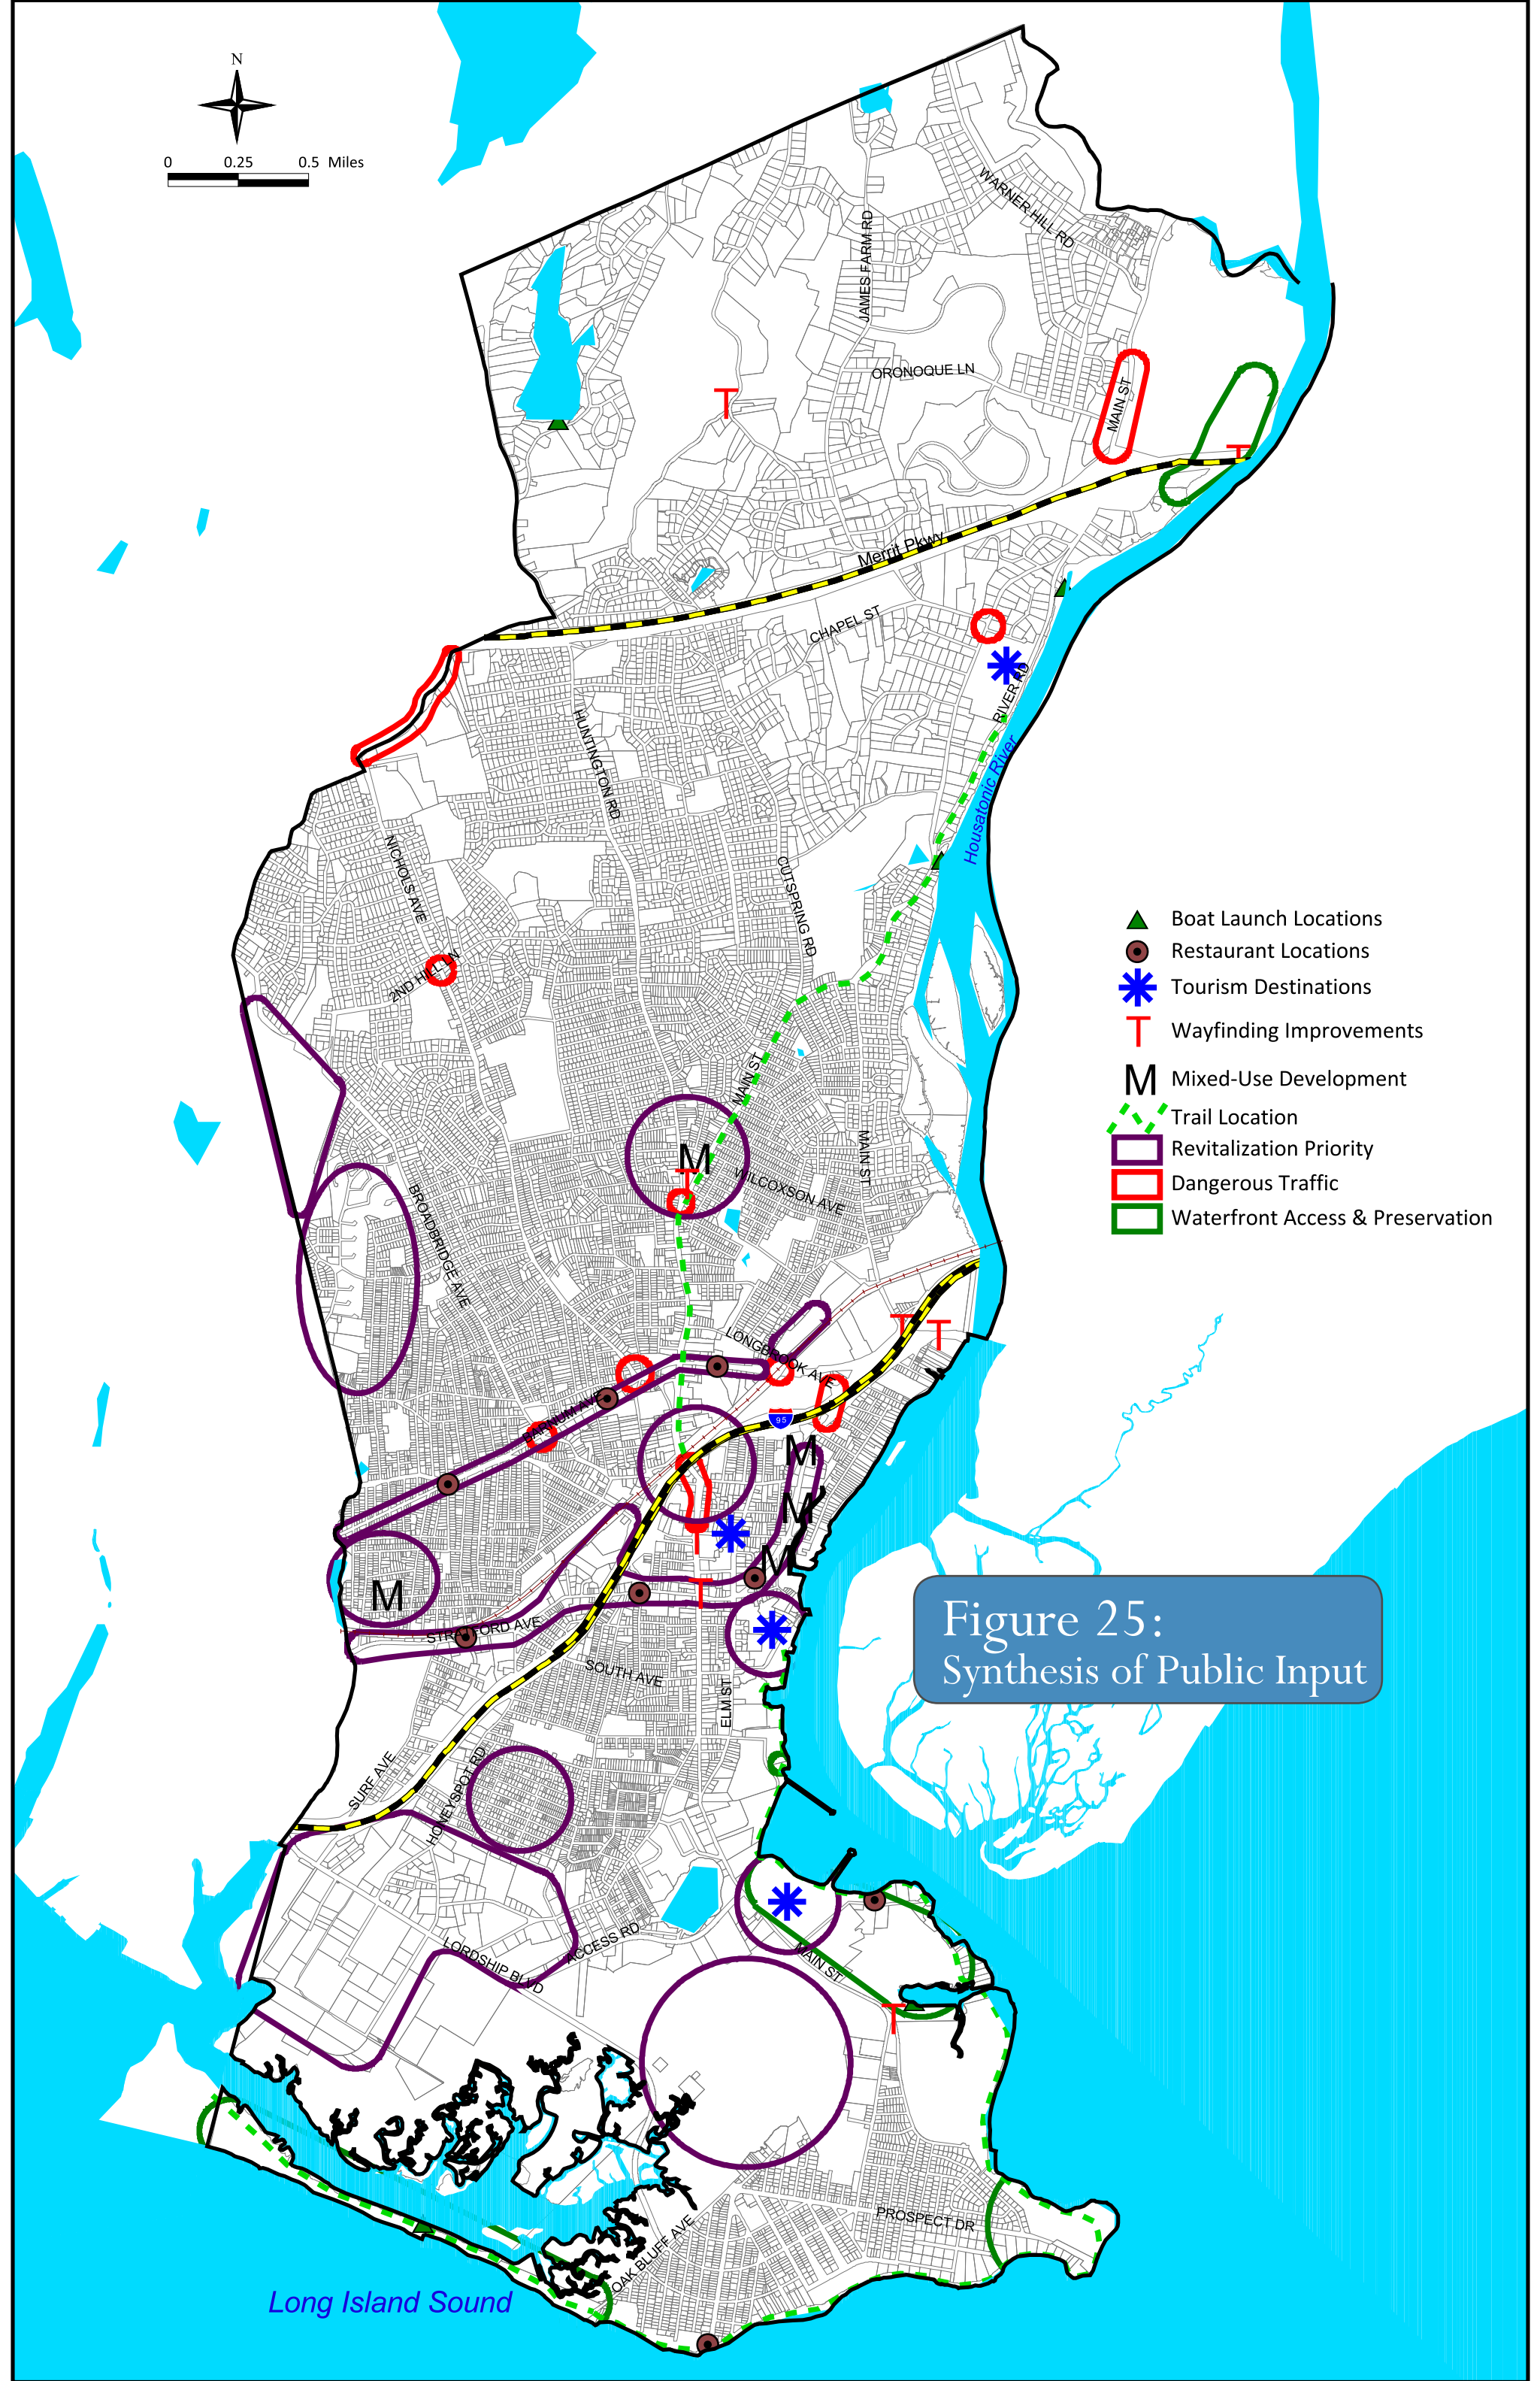 N
0 0.25 0.5 Miles
WARNER HILL RD
JAMES FARM RD
ORONOQUE LN
MAIN ST
T
T
Merrit Pkwy
CHAPEL ST
RIVER RD
HUNTINGTON RD
Housatonic River
NICHOLS AVE
CUTSPRING RD
2ND HILL LN
Boat Launch Locations
Restaurant Locations
Tourism Destinations
T Wayfinding Improvements
M Mixed-Use Development
Trail Location
Revitalization Priority
Dangerous Traffic
Waterfront Access & Preservation
MAIN ST
MAIN ST
M
T
WILCOXSON AVE
BROADBRIDGE AVE
T
T
LONGBROOK AVE
BARNUM AVE
95
M
M
M
T
T
M
STRATFORD AVE
Figure 25:
Synthesis of Public Input
SOUTH AVE
ELM ST
SURF AVE
HONEYSPOT RD
ACCESS RD
LORDSHIP BLVD
MAIN ST
T
PROSPECT DR
OAK BLUFF AVE
Long Island Sound